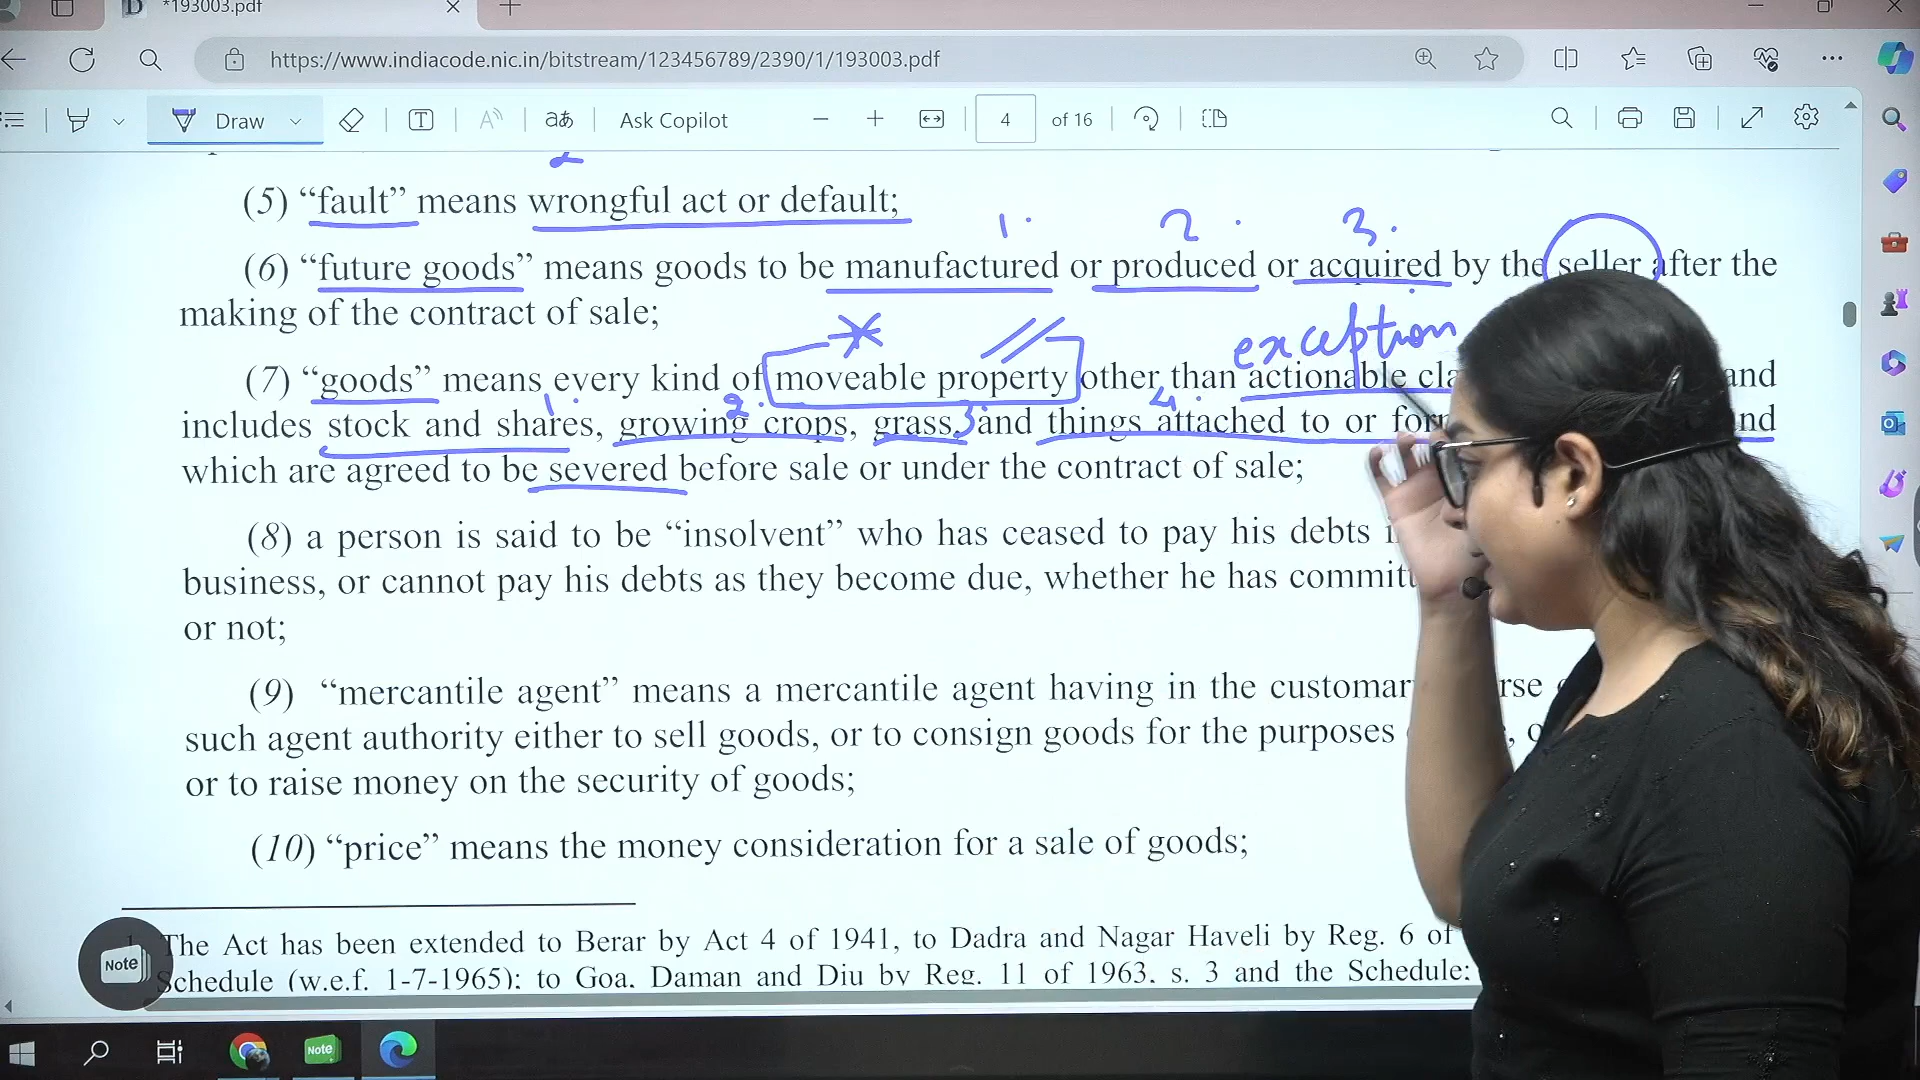 *193003.pdf
https://www.indiacode.nic.in/bitstream/123456789/2390/1/193003.pdf
Draw
T
aあ
Ask Copilot
4 of 16
2
(5) “fault” means wrongful act or default;
1. 2. 3.
(6) “future goods” means goods to be manufactured or produced or acquired by the seller after the
making of the contract of sale;
exception
(7) “goods” means every kind of moveable property other than actionable and
1. 2. 3. 4.
includes stock and shares, growing crops, grass, and things attached to or
which are agreed to be severed before sale or under the contract of sale;
(8) a person is said to be “insolvent” who has ceased to pay his debts
business, or cannot pay his debts as they become due, whether he has
or not;
(9) “mercantile agent” means a mercantile agent having in the
such agent authority either to sell goods, or to consign goods for the purposes
or to raise money on the security of goods;
(10) “price” means the money consideration for a sale of goods;
The Act has been extended to Berar by Act 4 of 1941, to Dadra and Nagar Haveli by Reg. 6 of
Schedule (w.e.f. 1-7-1965); to Goa, Daman and Diu by Reg. 11 of 1963, s. 3 and the Schedule;
Note
Note